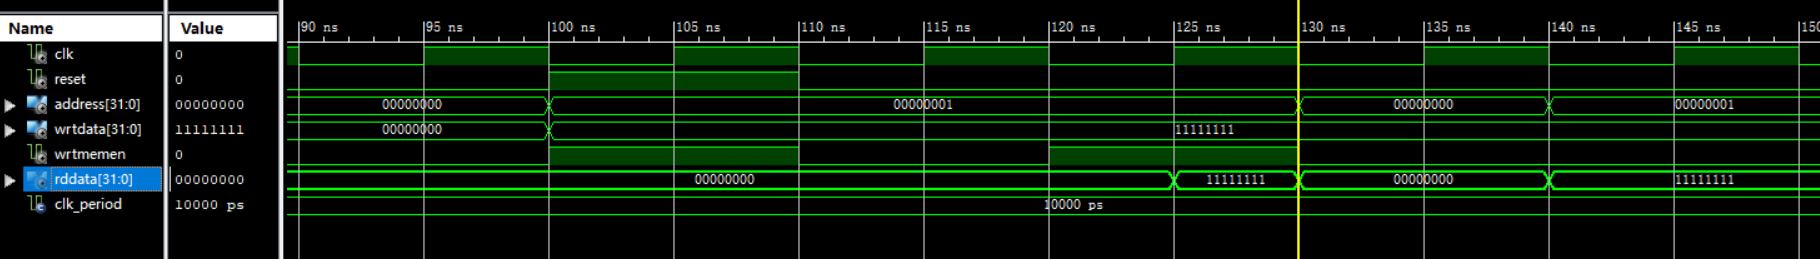 Name Value 90 ns 95 ns 100 ns 105 ns 110 ns 115 ns 120 ns 125 ns 130 ns 135 ns 140 ns 145 ns 150
clk 0
reset 0
address[31:0] 00000000 00000000 00000001 00000000 00000001
wrtdata[31:0] 11111111 00000000 11111111
wrtmemen 0
rddata[31:0] 00000000 00000000 11111111 00000000 11111111
clk_period 10000 ps 10000 ps